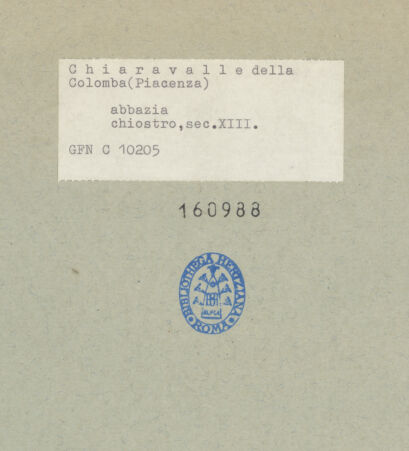 C h i a r a v a l l e della
Colomba(Piacenza)
abbazia
chiostro,sec.XIII.
GFN C 10205
160988
BIBLIOTHECA HERTZIANA
ROMA